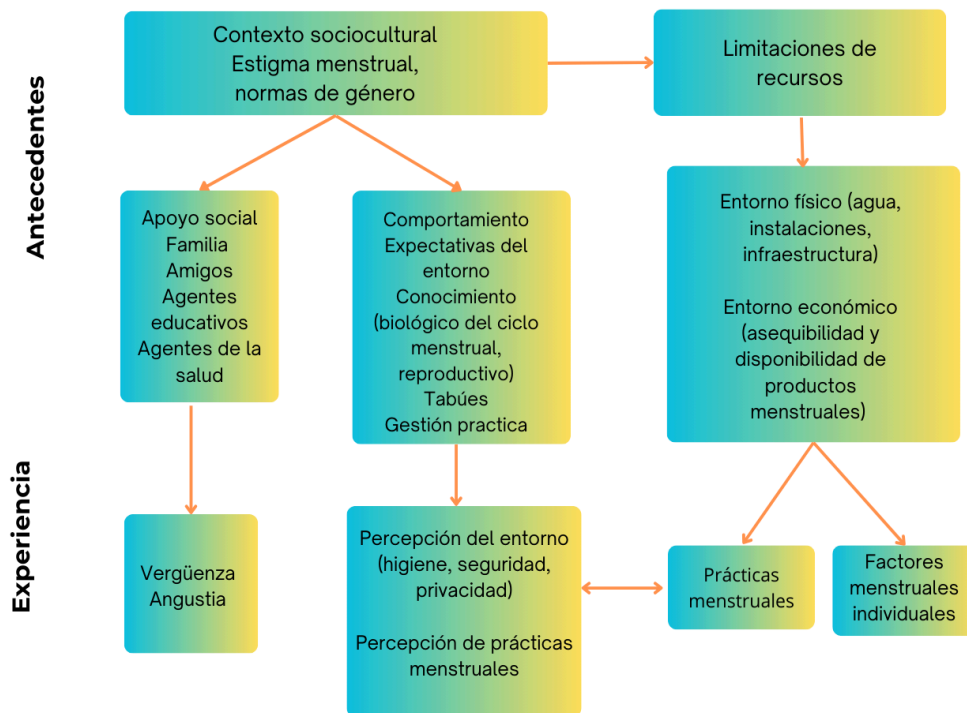 Antecedentes
Contexto sociocultural
Estigma menstrual,
normas de género
Limitaciones de
recursos
Apoyo social
Familia
Amigos
Agentes
educativos
Agentes de la
salud
Comportamiento
Expectativas del
entorno
Conocimiento
(biológico del ciclo
menstrual,
reproductivo)
Tabúes
Gestión practica
Entorno físico (agua,
instalaciones,
infraestructura)
Entorno económico
(asequibilidad y
disponibilidad de
productos
menstruales)
Experiencia
Vergüenza
Angustia
Percepción del entorno
(higiene, seguridad,
privacidad)
Percepción de prácticas
menstruales
Prácticas
menstruales
Factores
menstruales
individuales